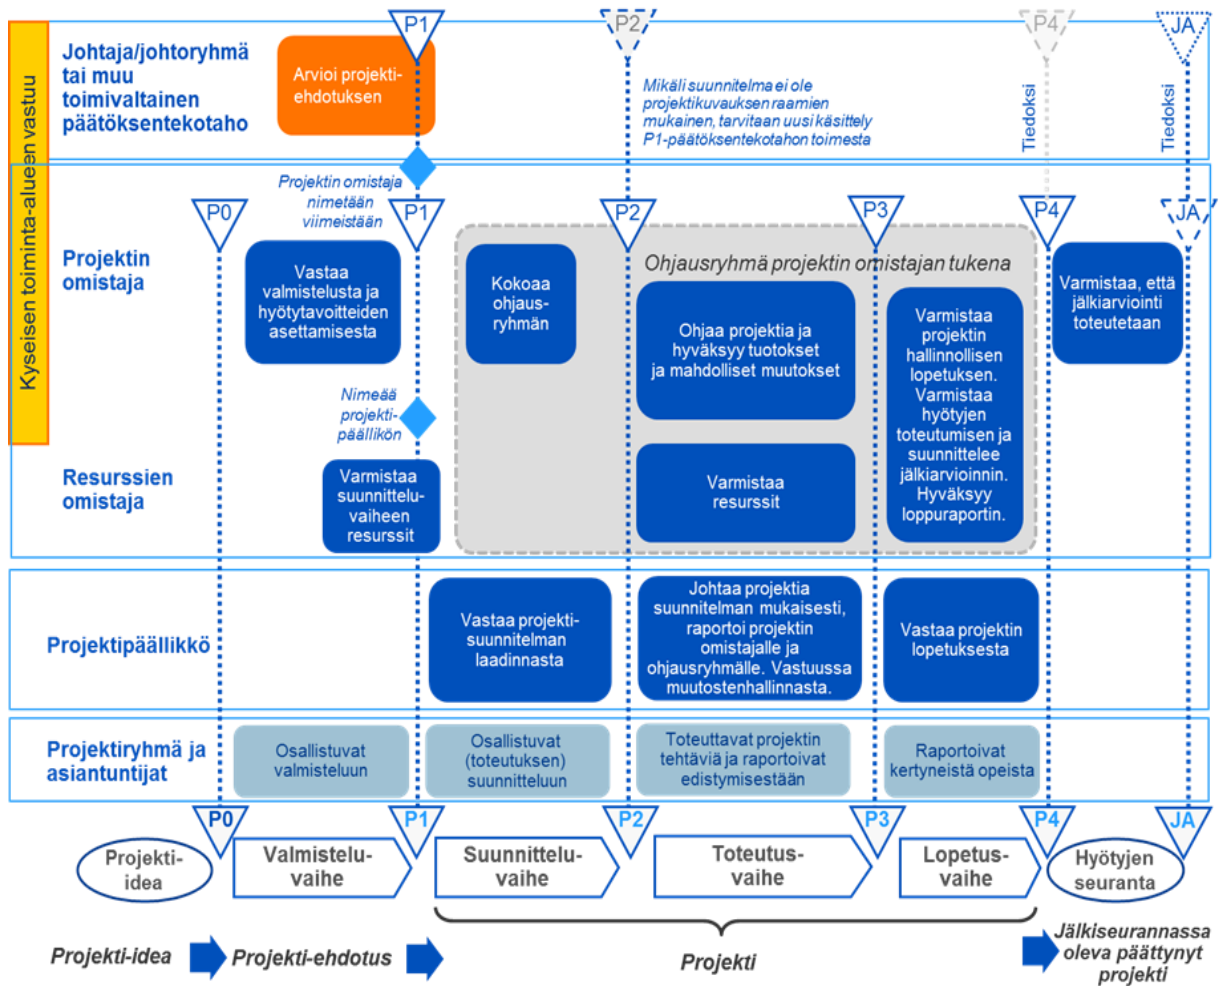 P1
P2
P4
JA
Kyseisen toiminta-alueen vastuu
Johtaja/johtoryhmä
tai muu
toimivaltainen
päätöksentekotaho
Arvioi projekti-
ehdotuksen
Mikäli suunnitelma ei ole
projektikuvauksen raamien
mukainen, tarvitaan uusi käsittely
P1-päätöksentekotahon toimesta
Tiedoksi
Tiedoksi
Projektin omistaja
nimetään
viimeistään
P0
P1
P2
P3
P4
JA
Projektin
omistaja
Vastaa
valmistelusta ja
hyötytavoitteiden
asettamisesta
Kokoaa
ohjaus-
ryhmän
Ohjausryhmä projektin omistajan tukena
Ohjaa projektia ja
hyväksyy tuotokset
ja mahdolliset muutokset
Varmistaa
projektin
hallinnollisen
lopetuksen.
Varmistaa
hyötyjen
toteutumisen ja
suunnittelee
jälkiarvioinnin.
Hyväksyy
loppuraportin.
Varmistaa, että
jälkiarviointi
toteutetaan
Nimeää
projekti-
päällikön
Resurssien
omistaja
Varmistaa
suunnittelu-
vaiheen
resurssit
Varmistaa
resurssit
Projektipäällikkö
Vastaa projekti-
suunnitelman
laadinnasta
Johtaa projektia
suunnitelman mukaisesti,
raportoi projektin
omistajalle ja
ohjausryhmälle. Vastuussa
muutostenhallinnasta.
Vastaa projektin
lopetuksesta
Projektiryhmä ja
asiantuntijat
Osallistuvat
valmisteluun
Osallistuvat
(toteutuksen)
suunnitteluun
Toteuttavat projektin
tehtäviä ja raportoivat
edistymisestään
Raportoivat
kertyneistä opeista
P0
P1
P2
P3
P4
JA
Projekti-
idea
Valmistelu-
vaihe
Suunnittelu-
vaihe
Toteutus-
vaihe
Lopetus-
vaihe
Hyötyjen
seuranta
Projekti-idea
Projekti-ehdotus
Projekti
Jälkiseurannassa
oleva päättynyt
projekti